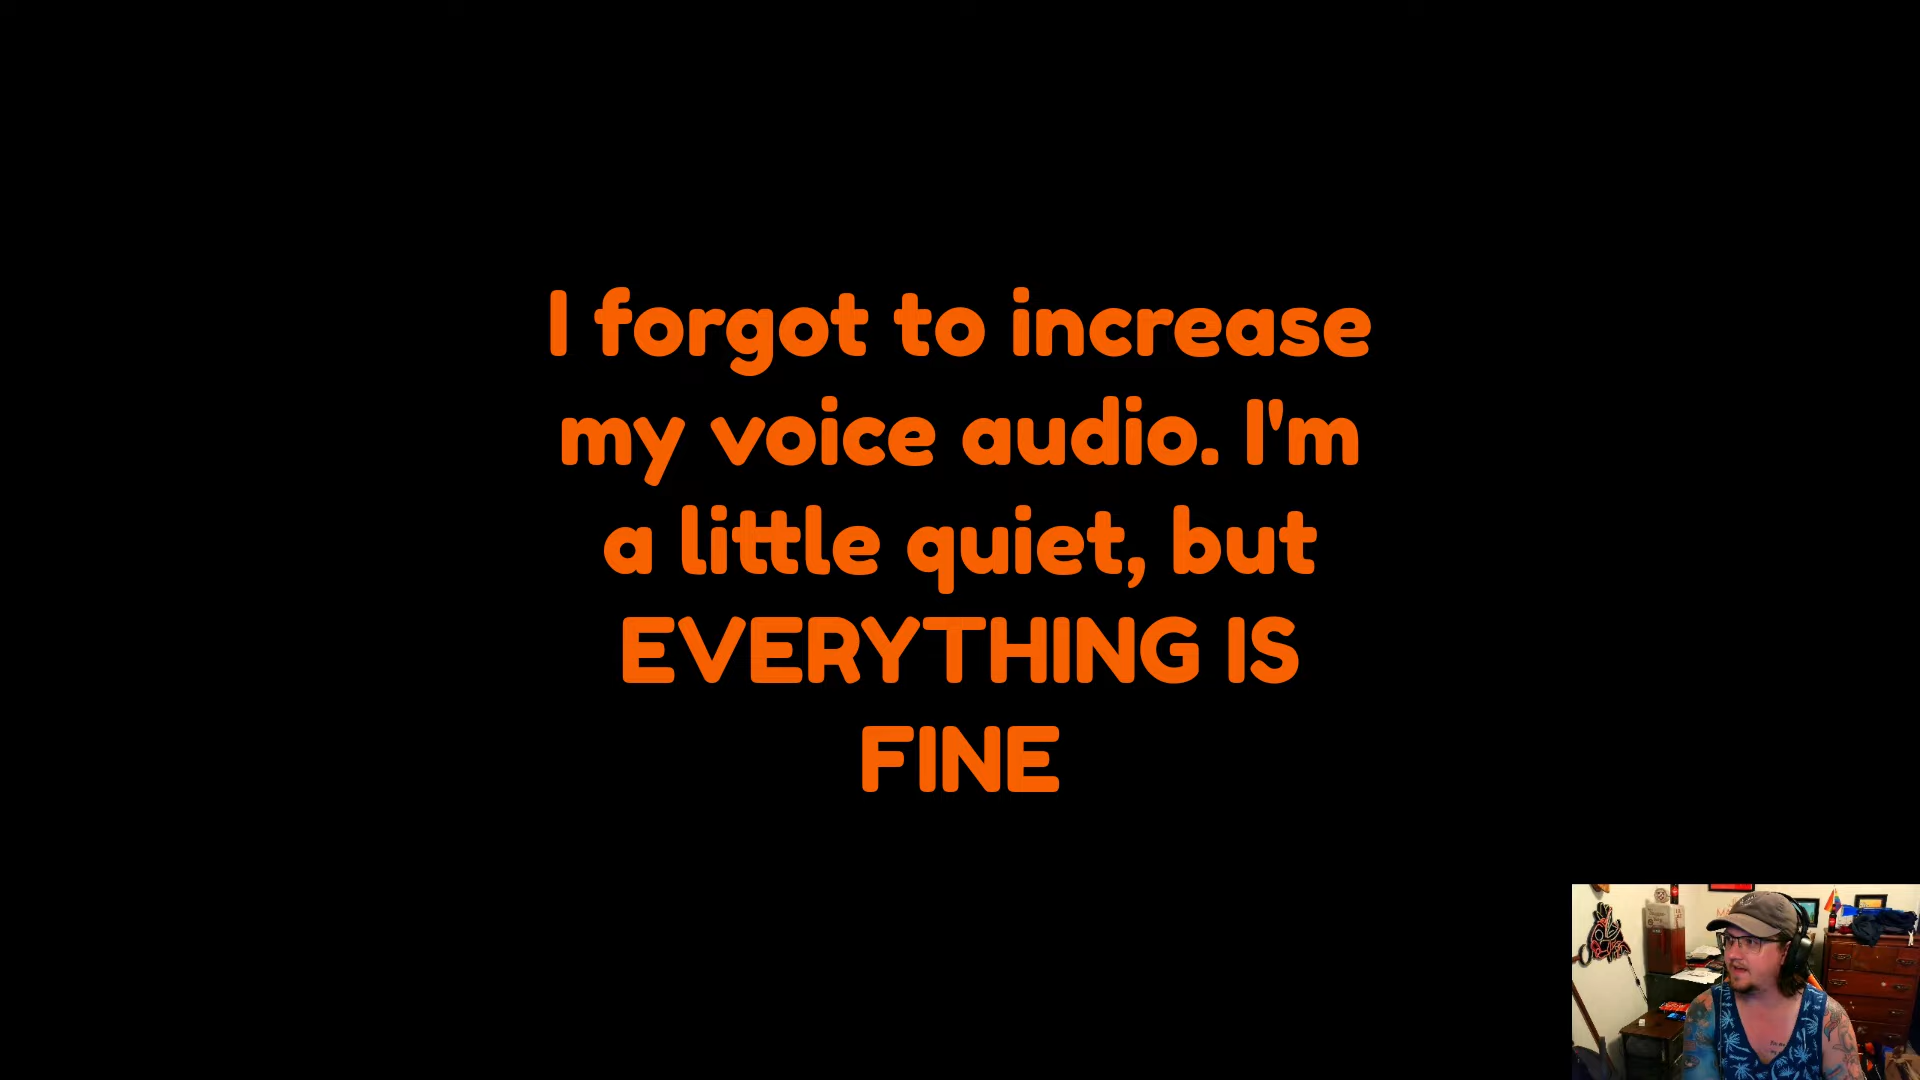 I forgot to increase
my voice audio. I'm
a little quiet, but
EVERYTHING IS
FINE